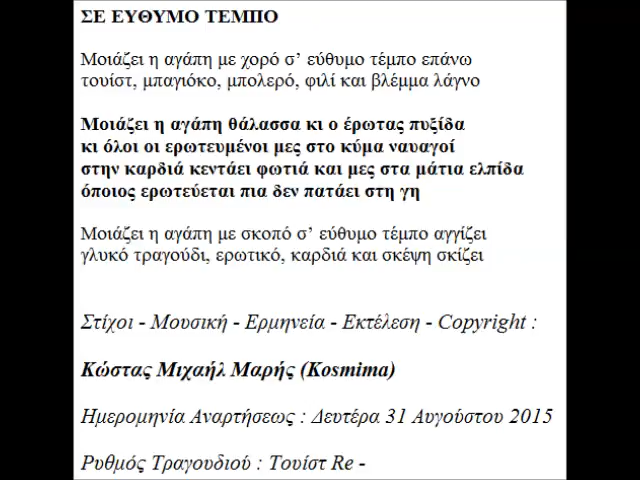 ΣΕ ΕΥΘΥΜΟ ΤΕΜΠΟ
Μοιάζει η αγάπη με χορό σ’ εύθυμο τέμπο επάνω
τουίστ, μπαγιόκο, μπολερό, φιλί και βλέμμα λάγνο
Μοιάζει η αγάπη θάλασσα κι ο έρωτας πυξίδα
κι όλοι οι ερωτευμένοι μες στο κύμα ναυαγοί
στην καρδιά κεντάει φωτιά και μες στα μάτια ελπίδα
όποιος ερωτεύεται πια δεν πατάει στη γη
Μοιάζει η αγάπη με σκοπό σ’ εύθυμο τέμπο αγγίζει
γλυκό τραγούδι, ερωτικό, καρδιά και σκέψη σκίζει
Στίχοι - Μουσική - Ερμηνεία - Εκτέλεση - Copyright :
Κώστας Μιχαήλ Μαρής (Kosmima)
Ημερομηνία Αναρτήσεως : Δευτέρα 31 Αυγούστου 2015
Ρυθμός Τραγουδιού : Τουίστ Re -